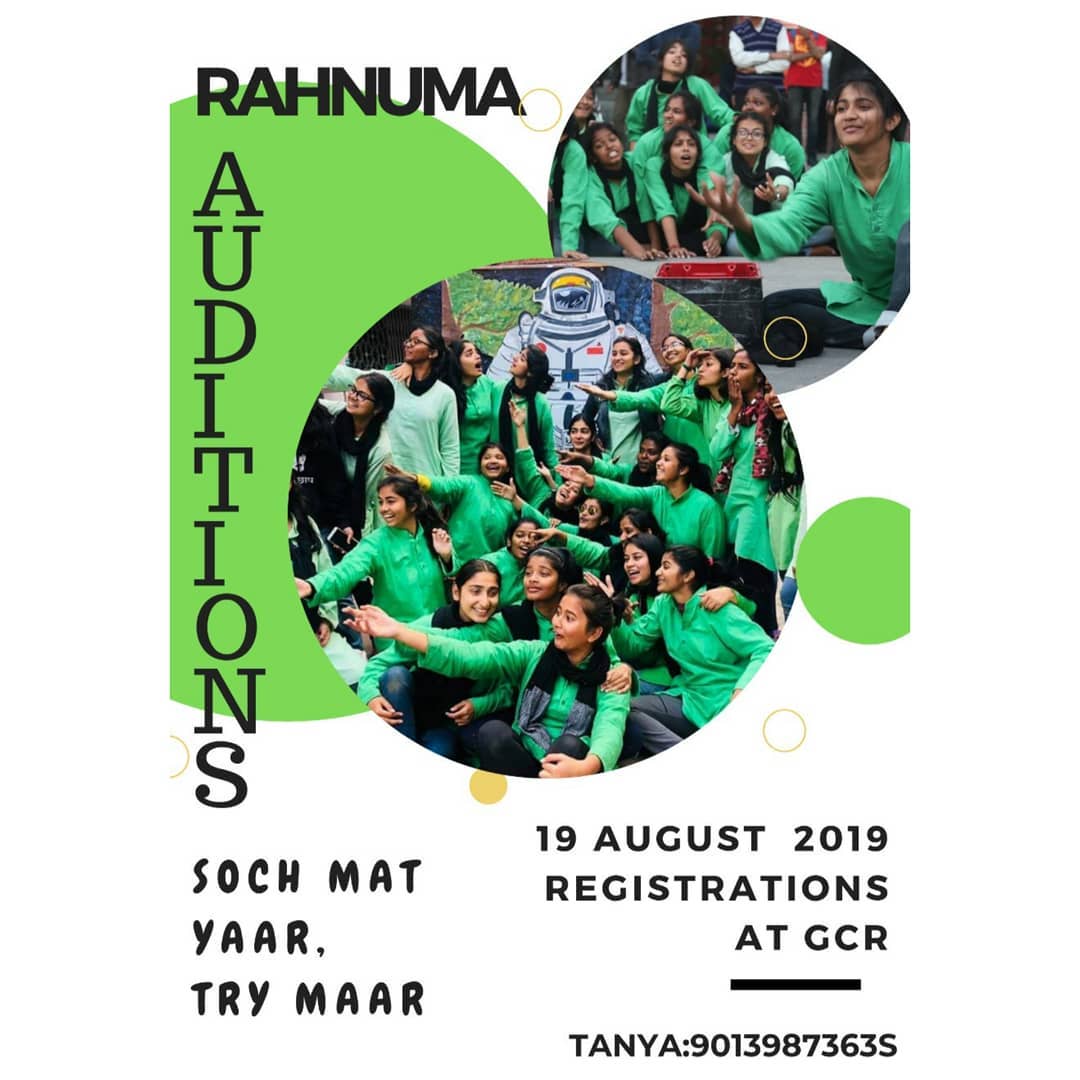 RAHNUMA
AUDITIONS
SOCH MAT
YAAR,
TRY MAAR
19 AUGUST 2019
REGISTRATIONS
AT GCR
TANYA:9013987363S